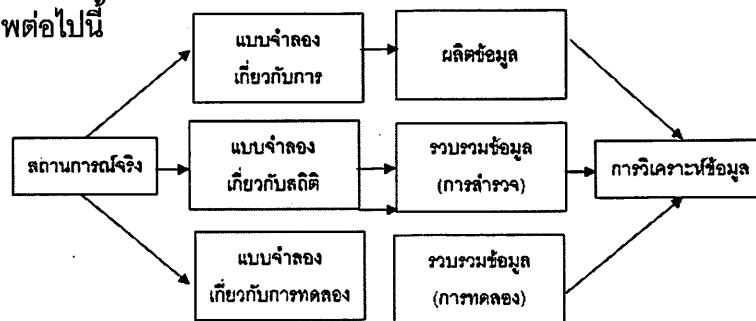 พต่อไปนี้
แบบจำลอง
เกี่ยวกับการ
ผลิตข้อมูล
สถานการณ์จริง
แบบจำลอง
เกี่ยวกับสถิติ
รวบรวมข้อมูล
(การสำรวจ)
การวิเคราะห์ข้อมูล
แบบจำลอง
เกี่ยวกับการทดลอง
รวบรวมข้อมูล
(การทดลอง)